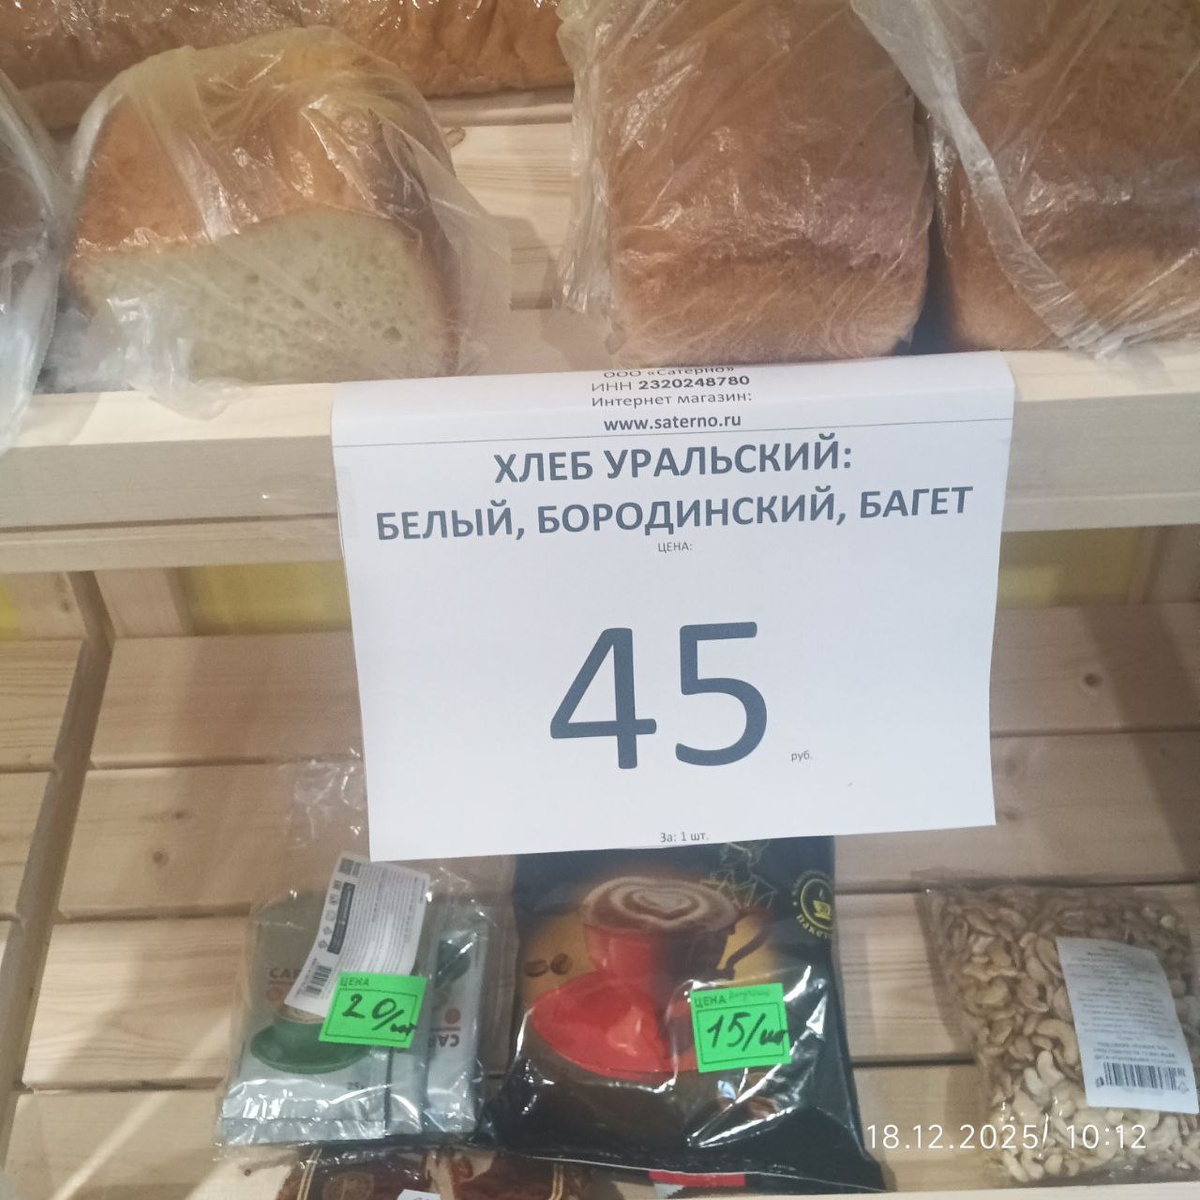 ООО «Сатерно»
ИНН 2320248780
Интернет магазин:
www.saterno.ru
ХЛЕБ УРАЛЬСКИЙ:
БЕЛЫЙ, БОРОДИНСКИЙ, БАГЕТ
ЦЕНА:
45
руб.
За: 1 шт.
ЦЕНА
20/шт
ЦЕНА
15/шт
18.12.2025/ 10:12